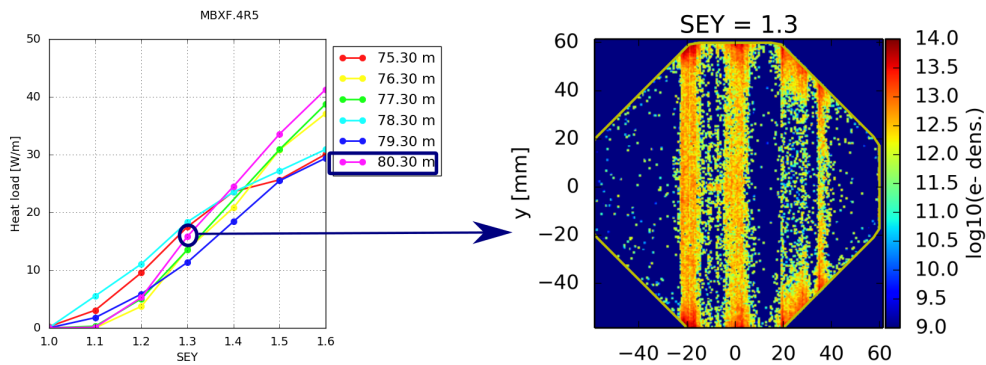 MBXF.4R5
Heat load [W/m]
50
40
30
20
10
0
1.0 1.1 1.2 1.3 1.4 1.5 1.6
SEY
75.30 m
76.30 m
77.30 m
78.30 m
79.30 m
80.30 m
SEY = 1.3
y [mm]
60
40
20
0
−20
−40
−40 −20 0 20 40 60
14.0
13.5
13.0
12.5
12.0
11.5
11.0
10.5
10.0
9.5
9.0
log10(e- dens.)